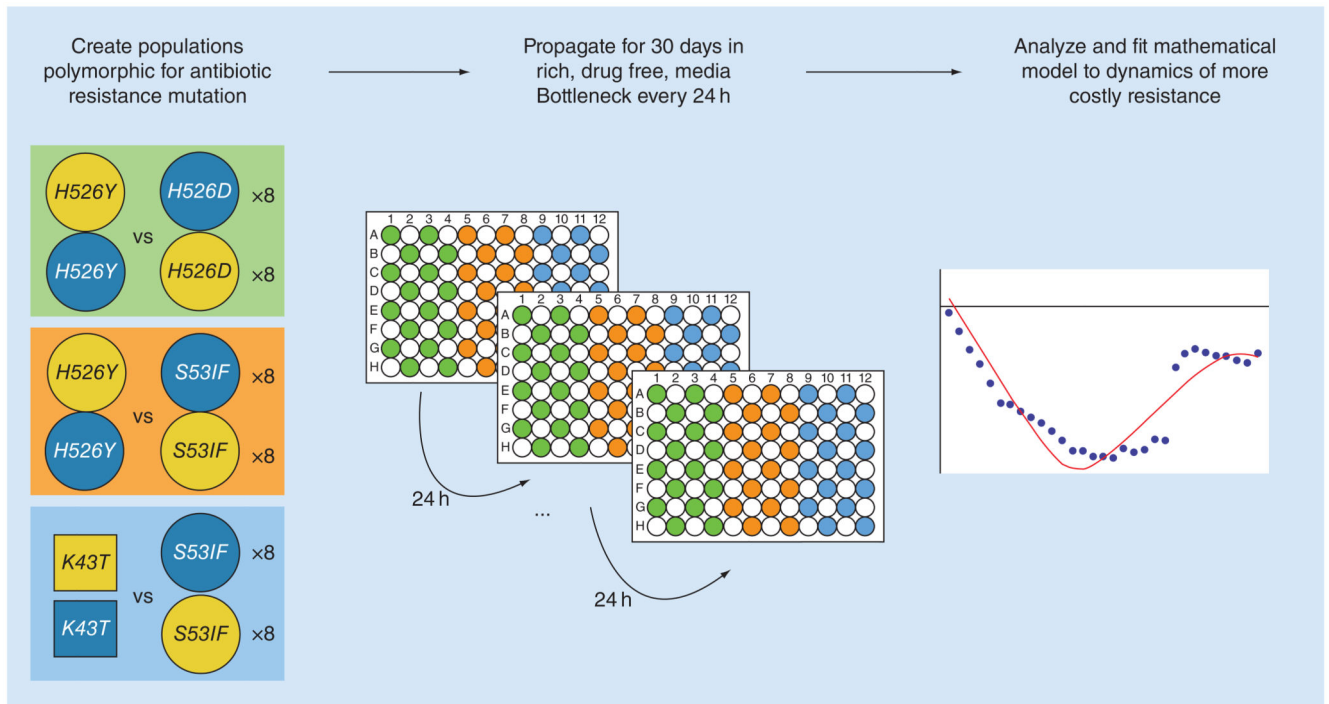 Create populations
polymorphic for antibiotic
resistance mutation
Propagate for 30 days in
rich, drug free, media
Bottleneck every 24 h
Analyze and fit mathematical
model to dynamics of more
costly resistance
H526Y
H526D
×8
vs
H526Y
H526D
×8
H526Y
S53IF
×8
vs
H526Y
S53IF
×8
K43T
S53IF
×8
vs
K43T
S53IF
×8
1 2 3 4 5 6 7 8 9 10 11 12
A
B
C
D
E
F
G
H
1 2 3 4 5 6 7 8 9 10 11 12
A
B
C
D
E
F
G
H
1 2 3 4 5 6 7 8 9 10 11 12
A
B
C
D
E
F
G
H
24 h
...
24 h